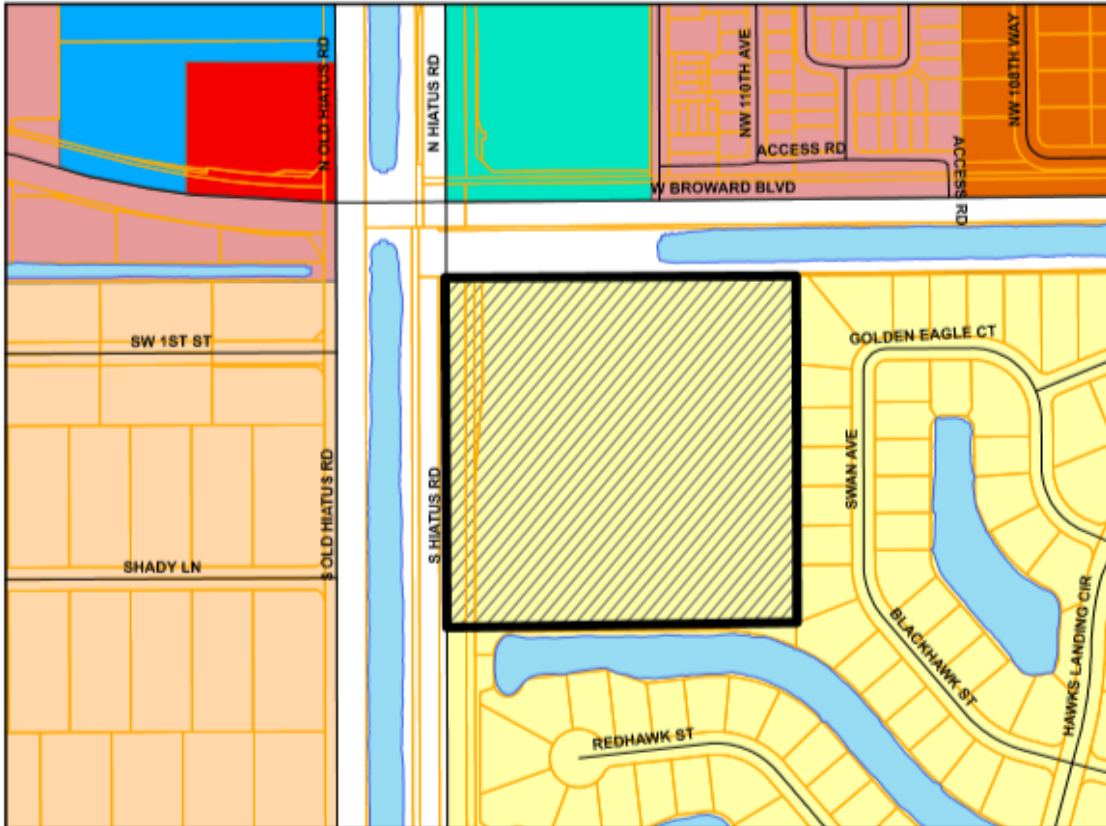 N OLD HIATUS RD
N HIATUS RD
NW 110TH AVE
NW 108TH WAY
ACCESS RD
ACCESS RD
W BROWARD BLVD
SW 1ST ST
GOLDEN EAGLE CT
SWAN AVE
S OLD HIATUS RD
S HIATUS RD
SHADY LN
BLACKHAWK ST
HAWKS LANDING CIR
REDHAWK ST